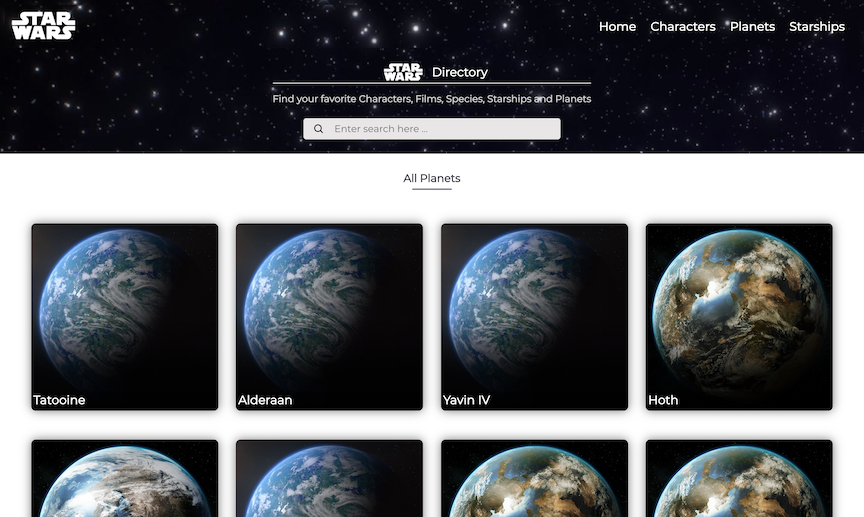 STAR
WARS
Home Characters Planets Starships
STAR
WARS Directory
Find your favorite Characters, Films, Species, Starships and Planets
Enter search here ...
All Planets
Tatooine Alderaan Yavin IV Hoth